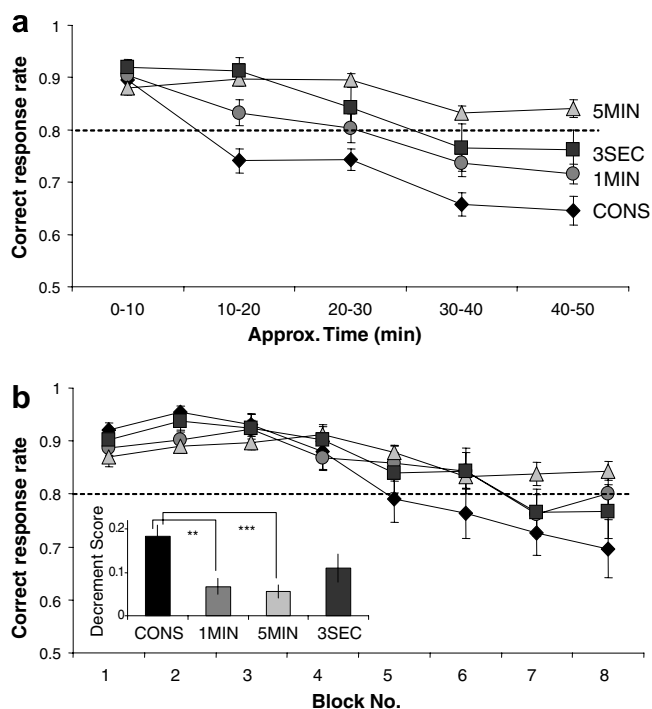 a
Correct response rate
1
0.9
0.8
0.7
0.6
0.5
5MIN
3SEC
1MIN
CONS
0-10 10-20 20-30 30-40 40-50
Approx. Time (min)
b
Correct response rate
1
0.9
0.8
0.7
0.6
0.5
Decrement Score
0.2
0.1
0
** ***
CONS 1MIN 5MIN 3SEC
1 2 3 4 5 6 7 8
Block No.